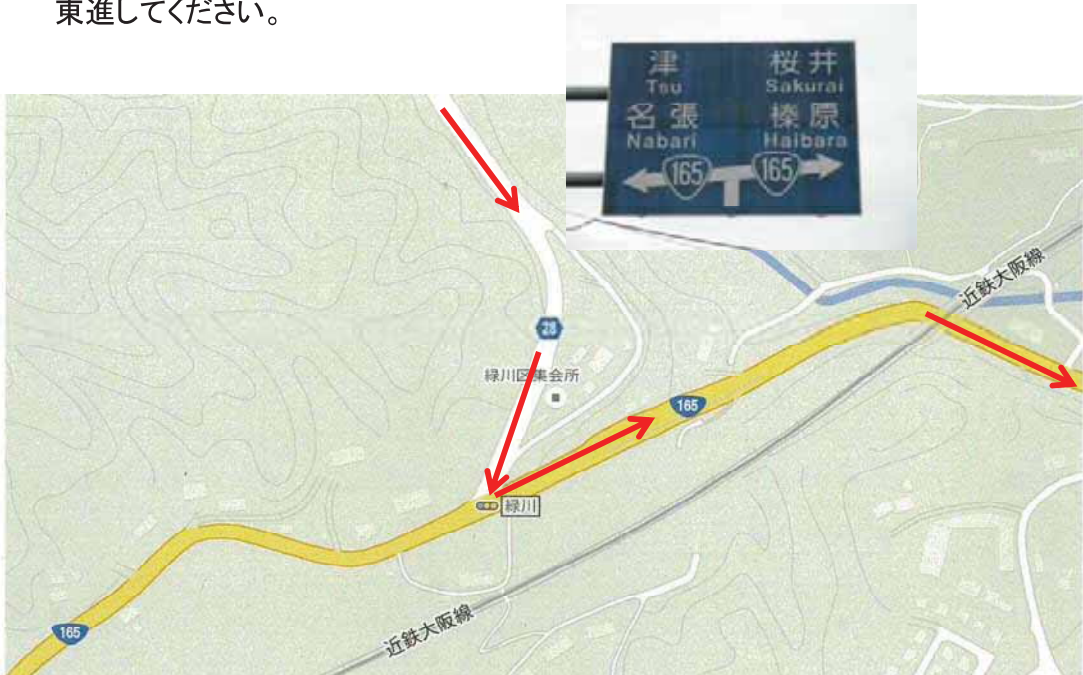 東進してください。
津 桜井
Tsu Sakurai
名張 榛原
Nabari Haibara
165 165
近鉄大阪線
28
緑川区集会所
165
緑川
165
近鉄大阪線